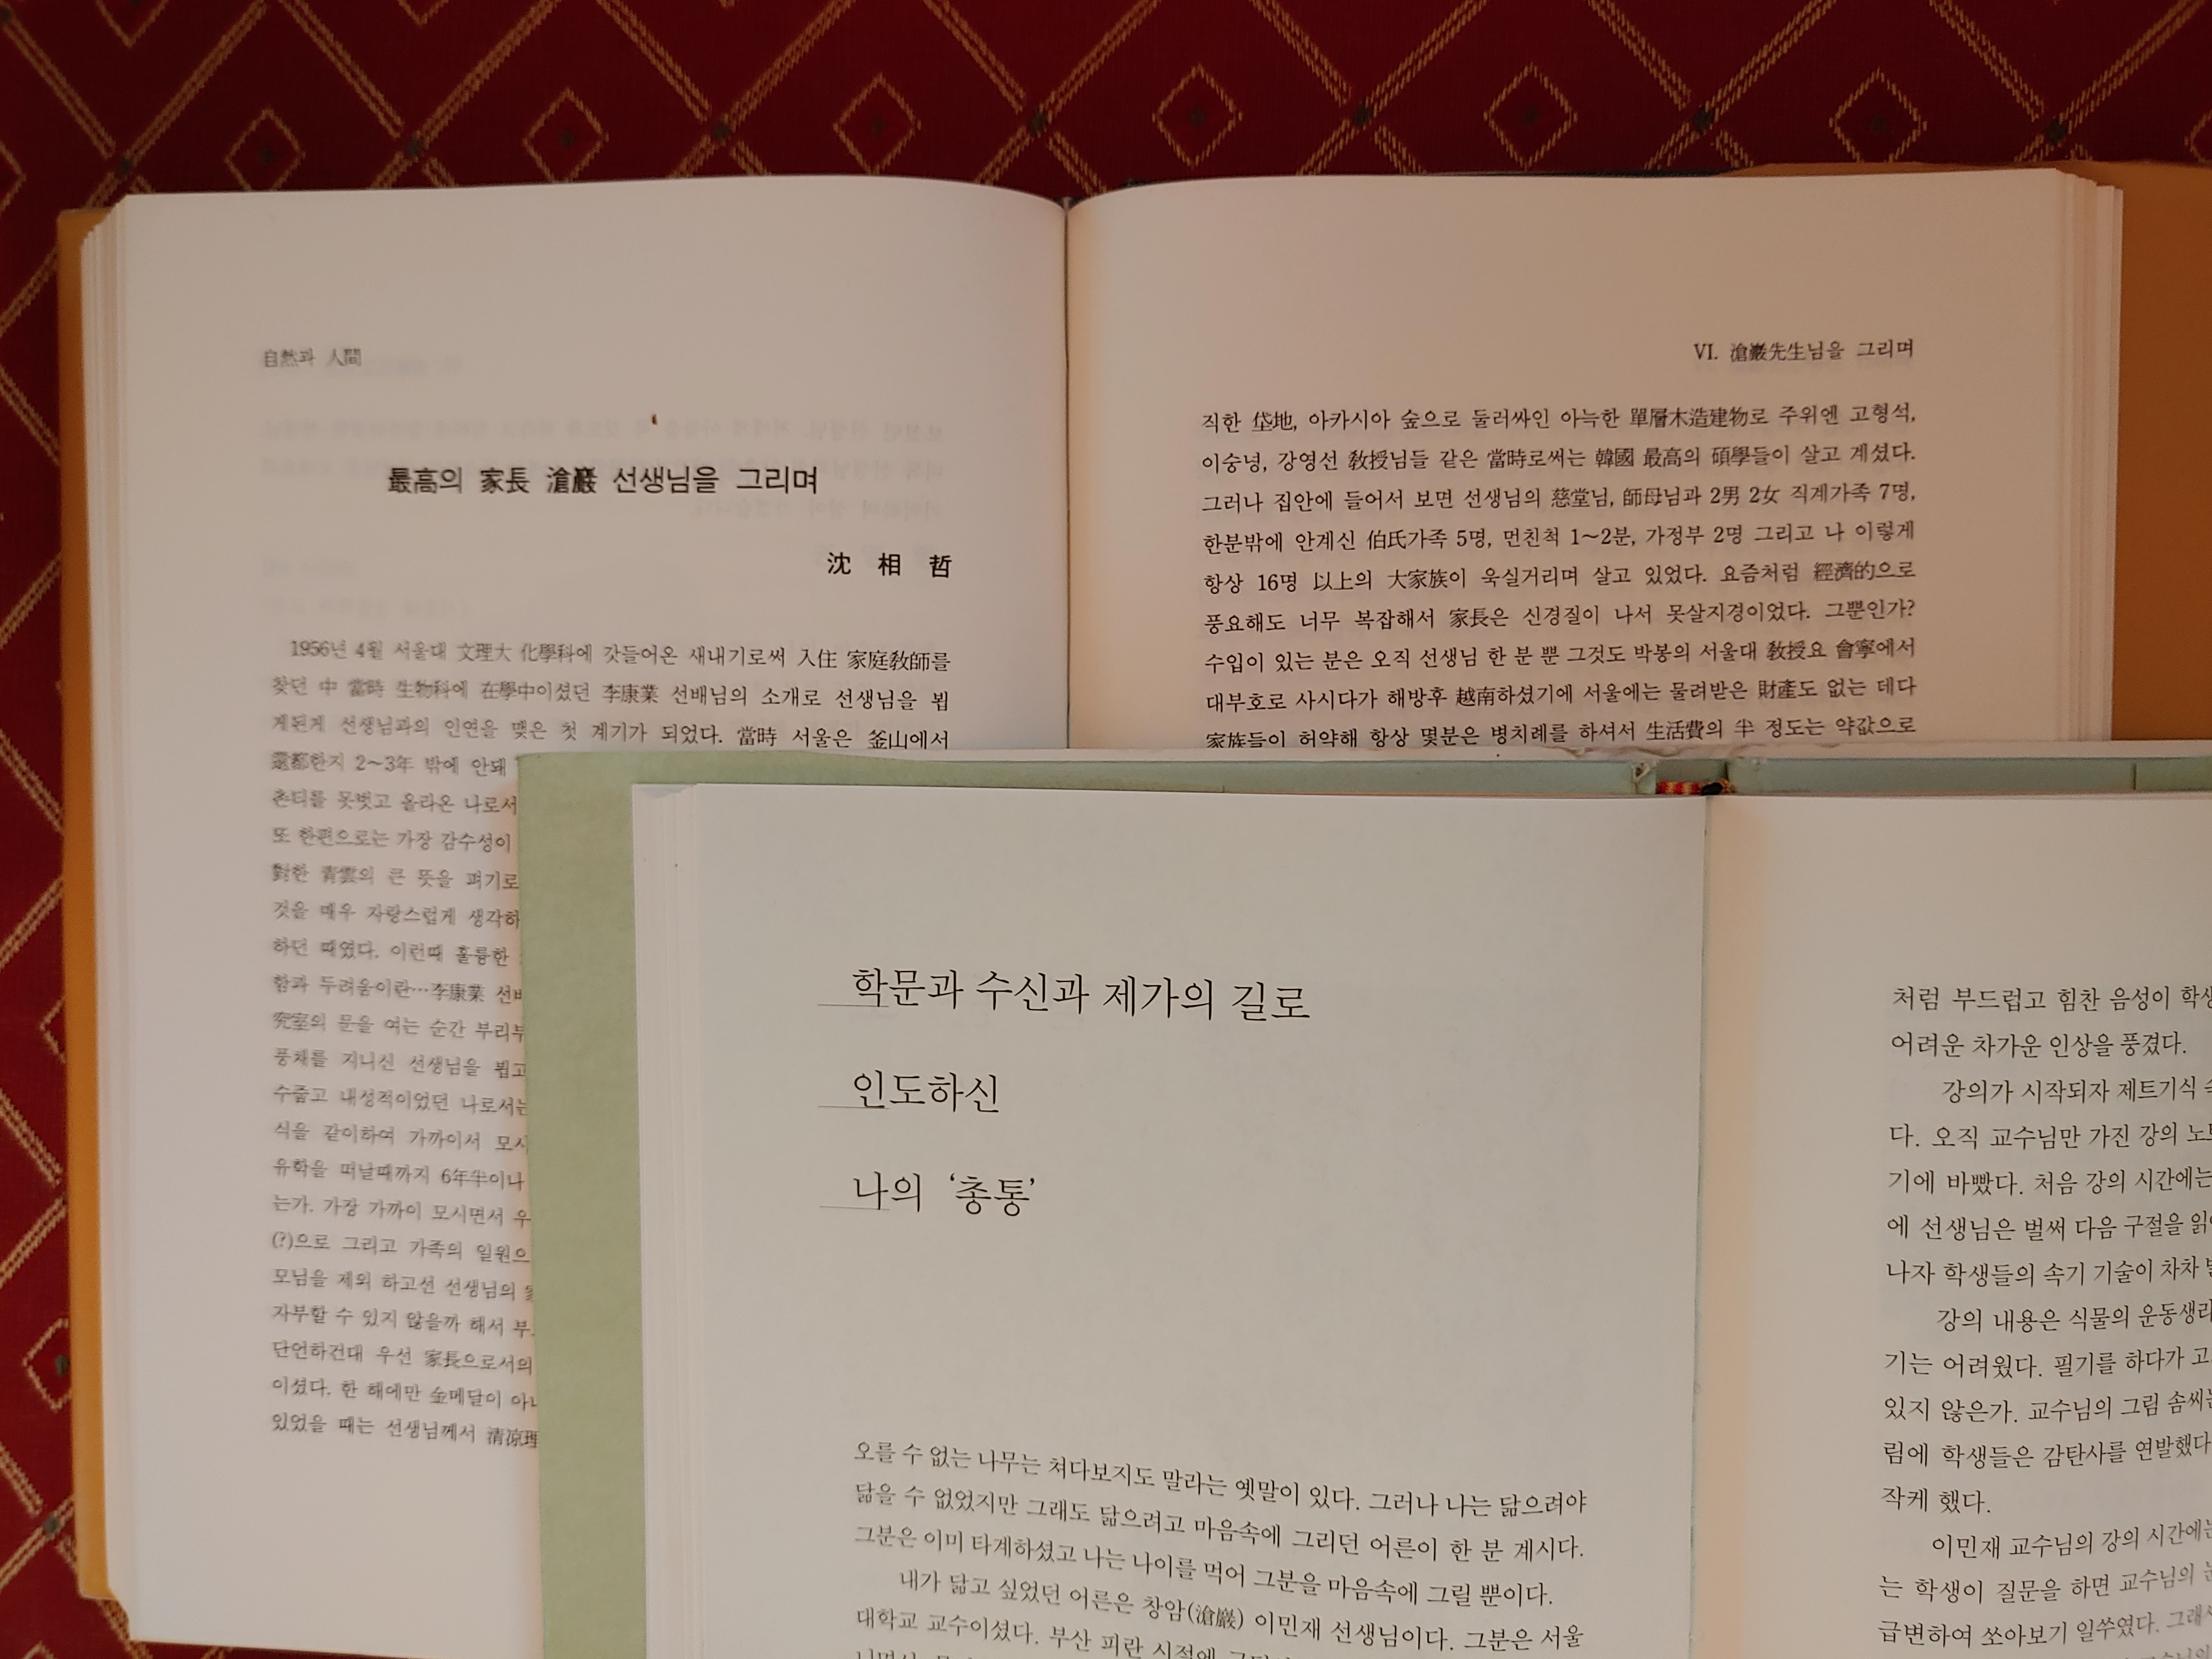 自然과 人間
最高의 家長 滄巖 선생님을 그리며
沈 相 哲
1956년 4월 서울대 文理大 化學科에 갓들어온 새내기로써 入住 家庭敎師를
찾던 中 當時 生物科에 在學中이셨던 李康業 선배님의 소개로 선생님을 뵙
게된게 선생님과의 인연을 맺은 첫 계기가 되었다. 當時 서울은 釜山에서
還都한지 2~3年 밖에 안돼
촌티를 못벗고 올라온 나로서
또 한편으로는 가장 감수성이
對한 靑雲의 큰 뜻을 펴기로
것을 매우 자랑스럽게 생각하
하던 때였다. 이런때 훌륭한
함과 두려움이란…李康業 선배
究室의 문을 여는 순간 부리부
풍채를 지니신 선생님을 뵙고
수줍고 내성적이었던 나로서는
식을 같이하여 가까이서 모시
유학을 떠날때까지 6年半이나
는가. 가장 가까이 모시면서 우
(?)으로 그리고 가족의 일원으
모님을 제외 하고선 선생님의
자부할 수 있지 않을까 해서 부
단언하건대 우선 家長으로서의
이셨다. 한 해에만 金메달이 아니
있었을 때는 선생님께서 清凉理
VI. 滄巖先生님을 그리며
직한 垈地, 아카시아 숲으로 둘러싸인 아늑한 單層木造建物로 주위엔 고형석,
이숭녕, 강영선 敎授님들 같은 當時로써는 韓國 最高의 碩學들이 살고 계셨다.
그러나 집안에 들어서 보면 선생님의 慈堂님, 師母님과 2男 2女 직계가족 7명,
한분밖에 안계신 伯氏가족 5명, 먼친척 1~2분, 가정부 2명 그리고 나 이렇게
항상 16명 以上의 大家族이 욱실거리며 살고 있었다. 요즘처럼 經濟的으로
풍요해도 너무 복잡해서 家長은 신경질이 나서 못살지경이었다. 그뿐인가?
수입이 있는 분은 오직 선생님 한 분 뿐 그것도 박봉의 서울대 敎授요 會寧에서
대부호로 사시다가 해방후 越南하셨기에 서울에는 물려받은 財産도 없는 데다
家族들이 허약해 항상 몇분은 병치레를 하셔서 生活費의 半 정도는 약값으로
학문과 수신과 제가의 길로
인도하신
나의 ‘총통’
오를 수 없는 나무는 쳐다보지도 말라는 옛말이 있다. 그러나 나는 닮으려야
닮을 수 없었지만 그래도 닮으려고 마음속에 그리던 어른이 한 분 계시다.
그분은 이미 타계하셨고 나는 나이를 먹어 그분을 마음속에 그릴 뿐이다.
내가 닮고 싶었던 어른은 창암(滄巖) 이민재 선생님이다. 그분은 서울
대학교 교수이셨다. 부산 피란 시절에
처럼 부드럽고 힘찬 음성이 학생
어려운 차가운 인상을 풍겼다.
강의가 시작되자 제트기식
다. 오직 교수님만 가진 강의 노트
기에 바빴다. 처음 강의 시간에는
에 선생님은 벌써 다음 구절을 읽
나자 학생들의 속기 기술이 차차
강의 내용은 식물의 운동생리
기는 어려웠다. 필기를 하다가 고
있지 않은가. 교수님의 그림 솜씨는
림에 학생들은 감탄사를 연발했다
작케 했다.
이민재 교수님의 강의 시간에는
는 학생이 질문을 하면 교수님의
급변하여 쏘아보기 일쑤였다. 그래서